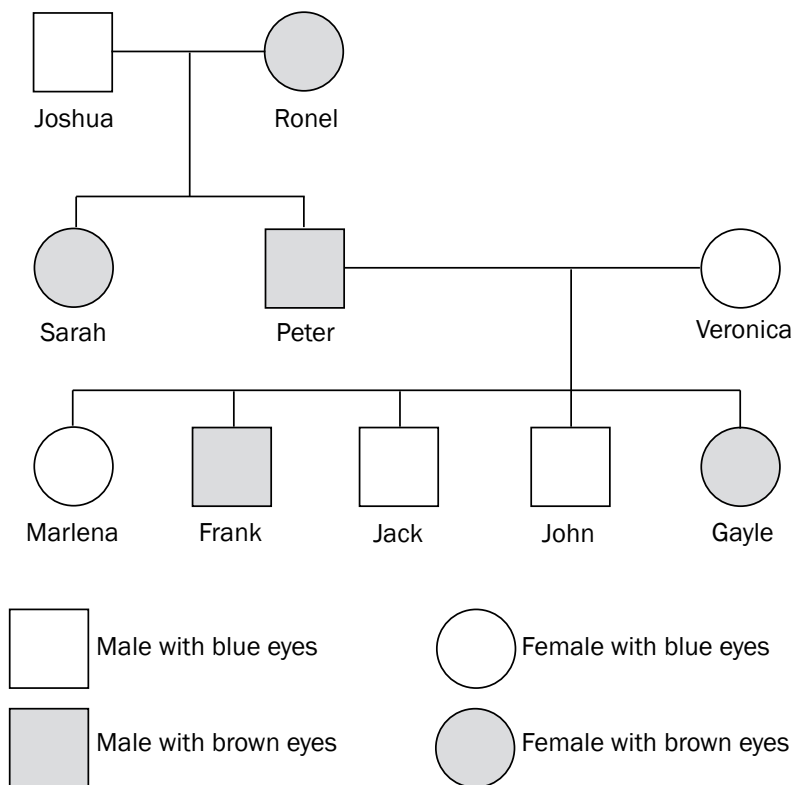 Joshua Ronel
Sarah Peter Veronica
Marlena Frank Jack John Gayle
Male with blue eyes Female with blue eyes
Male with brown eyes Female with brown eyes